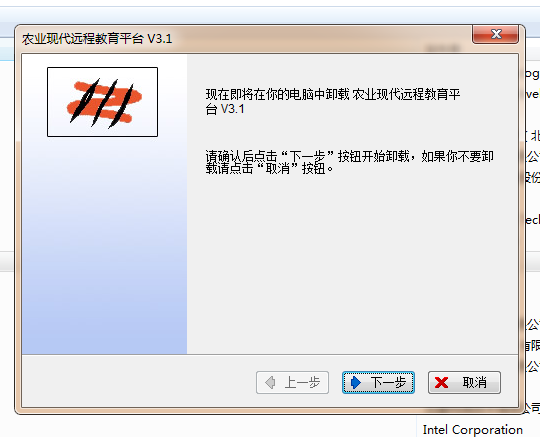 农业现代远程教育平台 V3.1
现在即将在你的电脑中卸载 农业现代远程教育平
台 V3.1
请确认后点击“下一步”按钮开始卸载，如果你不要卸
载请点击“取消”按钮。
上一步
下一步
取消
Intel Corporation